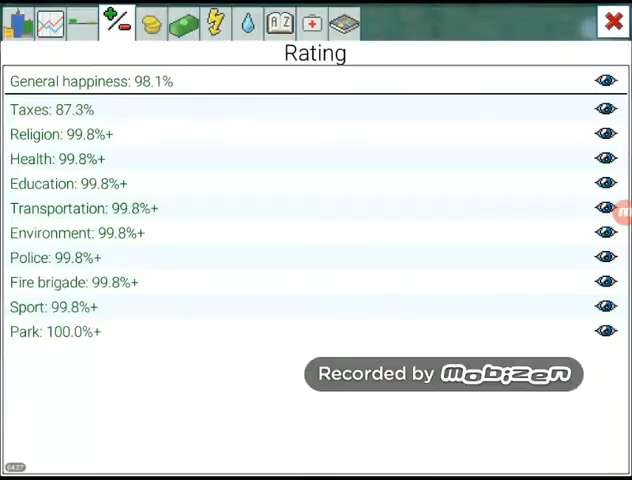 Rating
General happiness: 98.1%
Taxes: 87.3%
Religion: 99.8%+
Health: 99.8%+
Education: 99.8%+
Transportation: 99.8%+
Environment: 99.8%+
Police: 99.8%+
Fire brigade: 99.8%+
Sport: 99.8%+
Park: 100.0%+
Recorded by mobizen
04:07